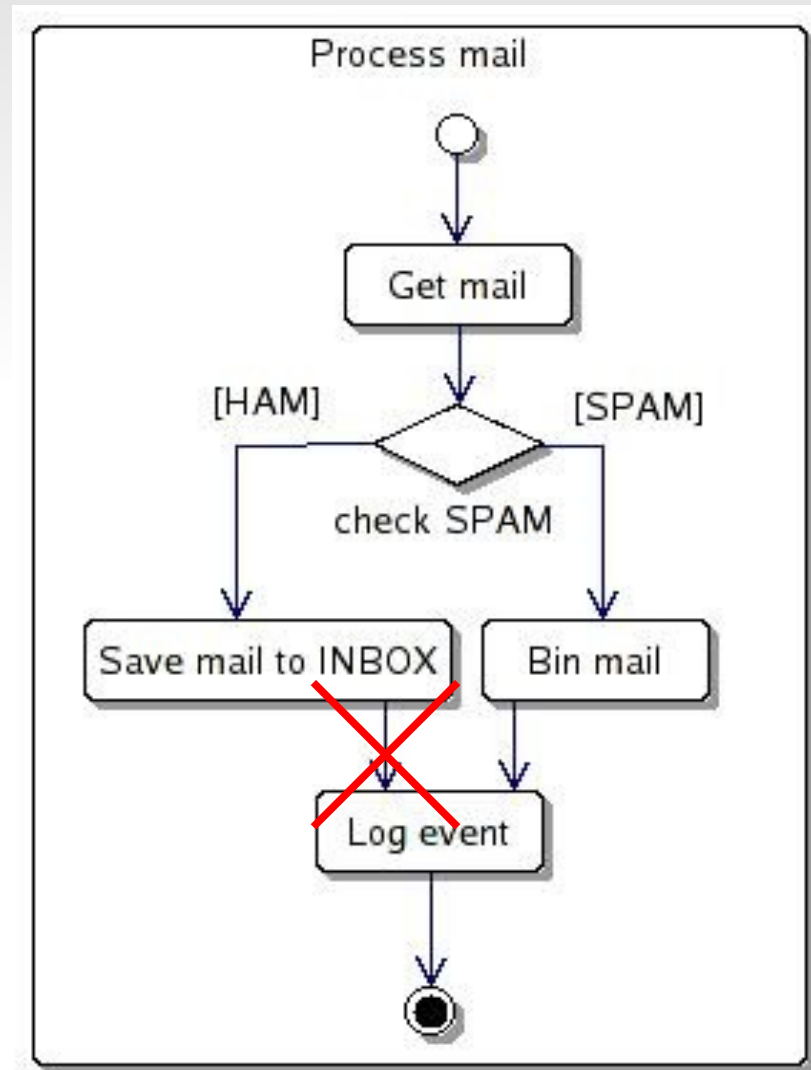 Process mail
Get mail
[HAM]
[SPAM]
check SPAM
Save mail to INBOX
Bin mail
Log event